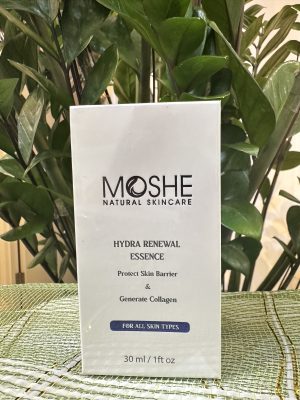 MOSHE
NATURAL SKINCARE
HYDRA RENEWAL
ESSENCE
Protect Skin Barrier
&
Generate Collagen
FOR ALL SKIN TYPES
30 ml / 1fl oz